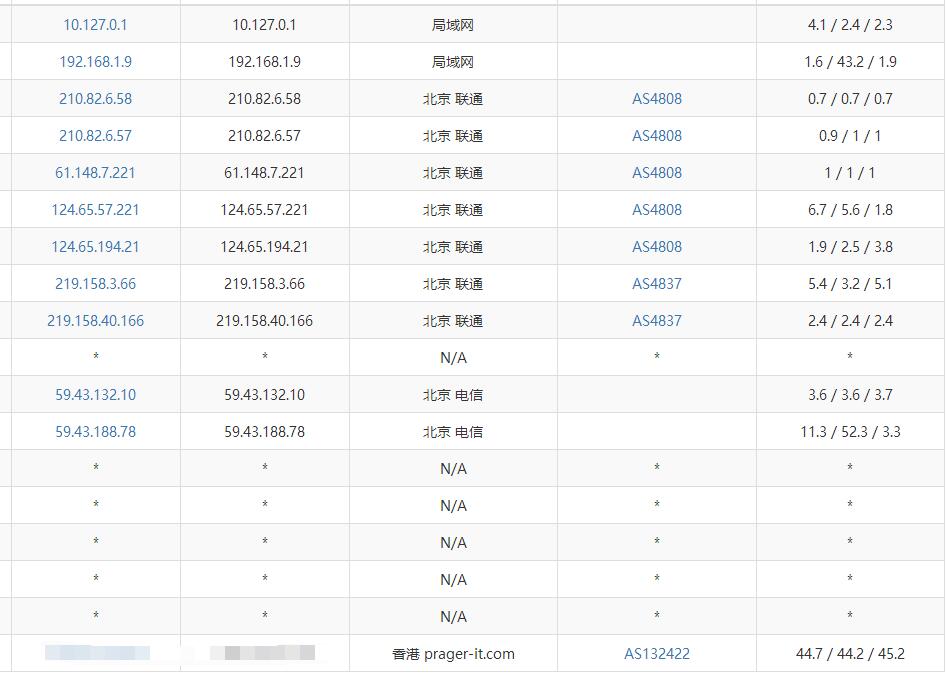 10.127.0.1 10.127.0.1 局域网 4.1 / 2.4 / 2.3
192.168.1.9 192.168.1.9 局域网 1.6 / 43.2 / 1.9
210.82.6.58 210.82.6.58 北京 联通 AS4808 0.7 / 0.7 / 0.7
210.82.6.57 210.82.6.57 北京 联通 AS4808 0.9 / 1 / 1
61.148.7.221 61.148.7.221 北京 联通 AS4808 1 / 1 / 1
124.65.57.221 124.65.57.221 北京 联通 AS4808 6.7 / 5.6 / 1.8
124.65.194.21 124.65.194.21 北京 联通 AS4808 1.9 / 2.5 / 3.8
219.158.3.66 219.158.3.66 北京 联通 AS4837 5.4 / 3.2 / 5.1
219.158.40.166 219.158.40.166 北京 联通 AS4837 2.4 / 2.4 / 2.4
* * N/A * *
59.43.132.10 59.43.132.10 北京 电信 3.6 / 3.6 / 3.7
59.43.188.78 59.43.188.78 北京 电信 11.3 / 52.3 / 3.3
* * N/A * *
* * N/A * *
* * N/A * *
* * N/A * *
* * N/A * *
香港 prager-it.com AS132422 44.7 / 44.2 / 45.2